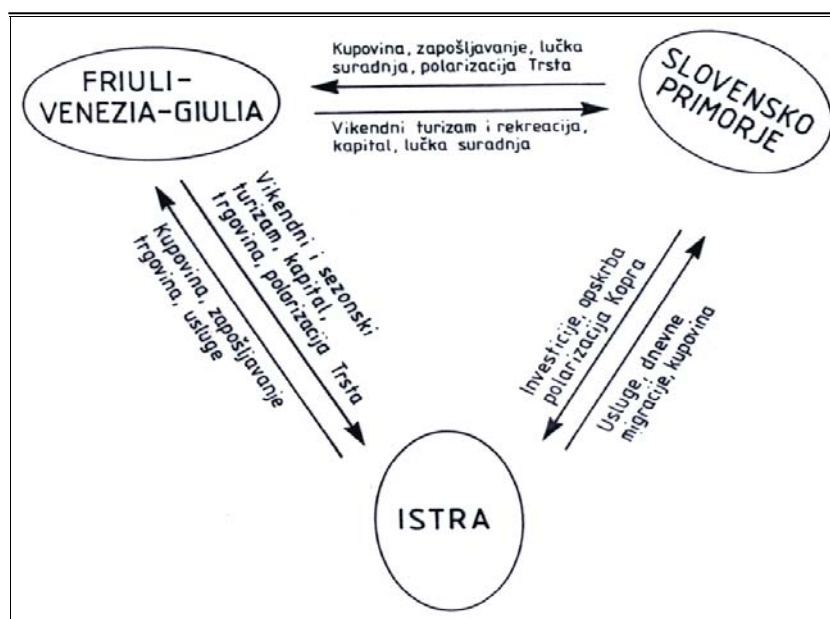 Kupovina, zapošljavanje, lučka
suradnja, polarizacija Trsta
FRIULI-
VENEZIA-GIULIA
SLOVENSKO
PRIMORJE
Vikendni turizam i rekreacija,
kapital, lučka suradnja
Vikendni i sezonski
turizam, kapital,
trgovina, polarizacija Trsta
Kupovina, zapošljavanje
trgovina, usluge
Investicije, opskrba
polarizacija Kopra
Usluge, dnevne
migracije, kupovina
ISTRA